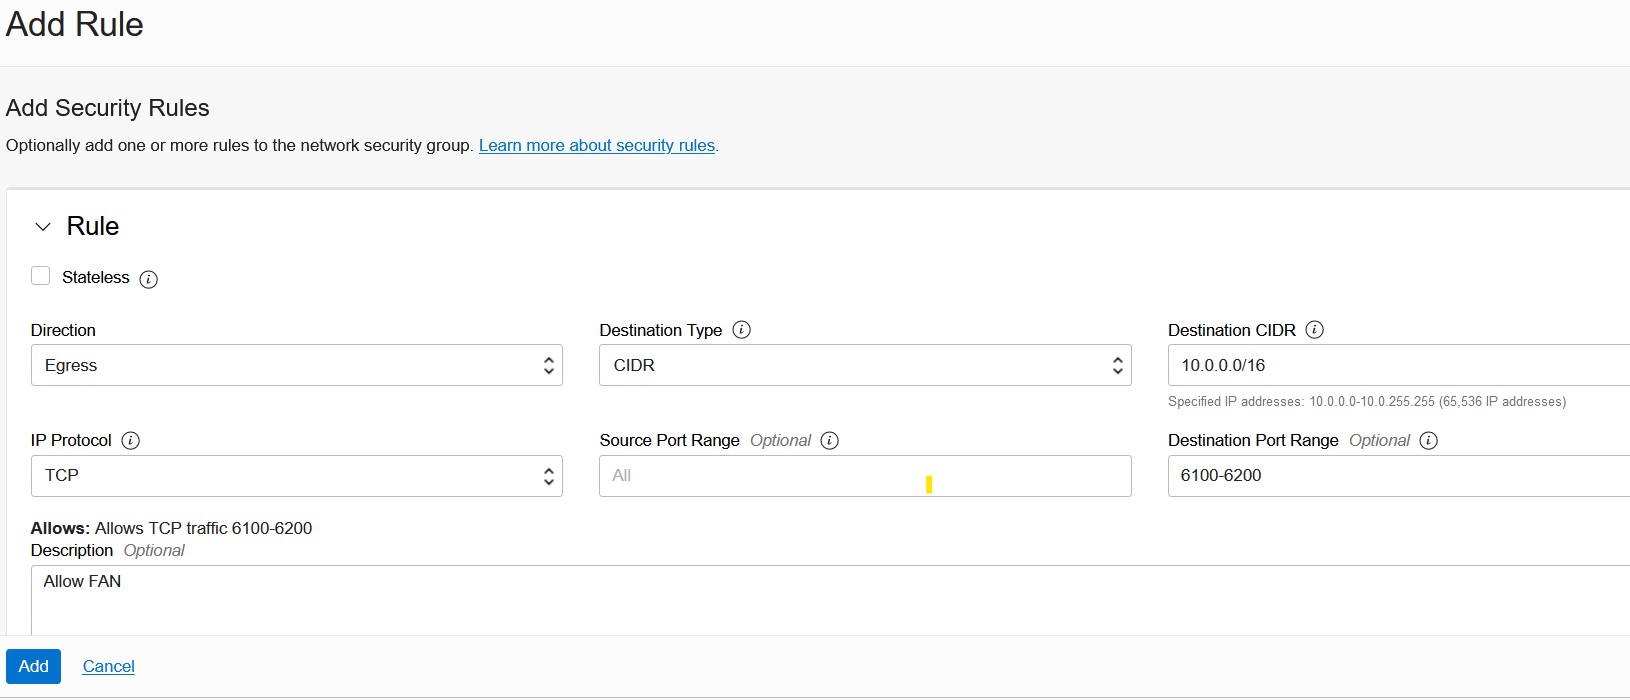 Add Rule
Add Security Rules
Optionally add one or more rules to the network security group. Learn more about security rules.
Rule
Stateless
Direction
Destination Type
Destination CIDR
Egress
CIDR
10.0.0.0/16
Specified IP addresses: 10.0.0.0-10.0.255.255 (65,536 IP addresses)
IP Protocol
Source Port Range Optional
Destination Port Range Optional
TCP
All
6100-6200
Allows: Allows TCP traffic 6100-6200
Description Optional
Allow FAN
Add Cancel